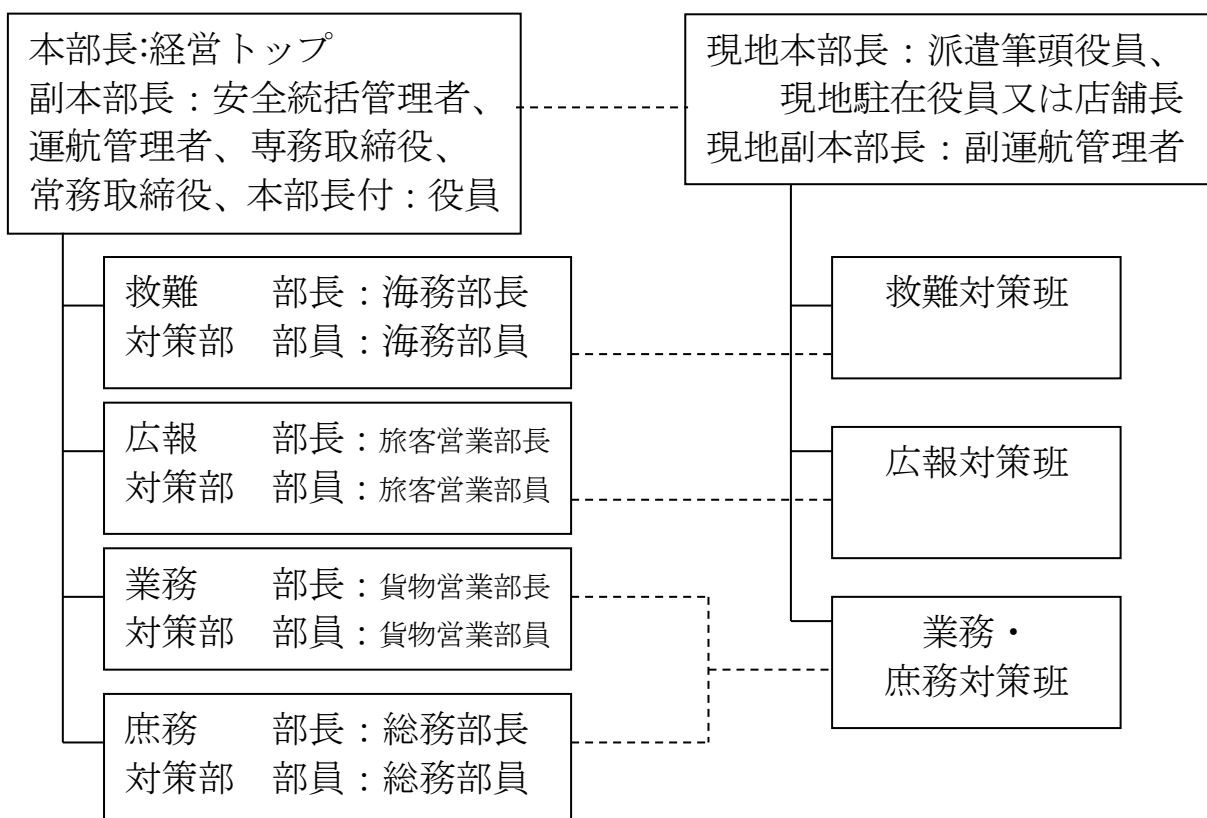 本部長:経営トップ
副本部長：安全統括管理者、
運航管理者、専務取締役、
常務取締役、本部長付：役員
現地本部長：派遣筆頭役員、
現地駐在役員又は店舗長
現地副本部長：副運航管理者
救難　　部長：海務部長
対策部　部員：海務部員
救難対策班
広報　　部長：旅客営業部長
対策部　部員：旅客営業部員
広報対策班
業務　　部長：貨物営業部長
対策部　部員：貨物営業部員
業務・
庶務対策班
庶務　　部長：総務部長
対策部　部員：総務部員